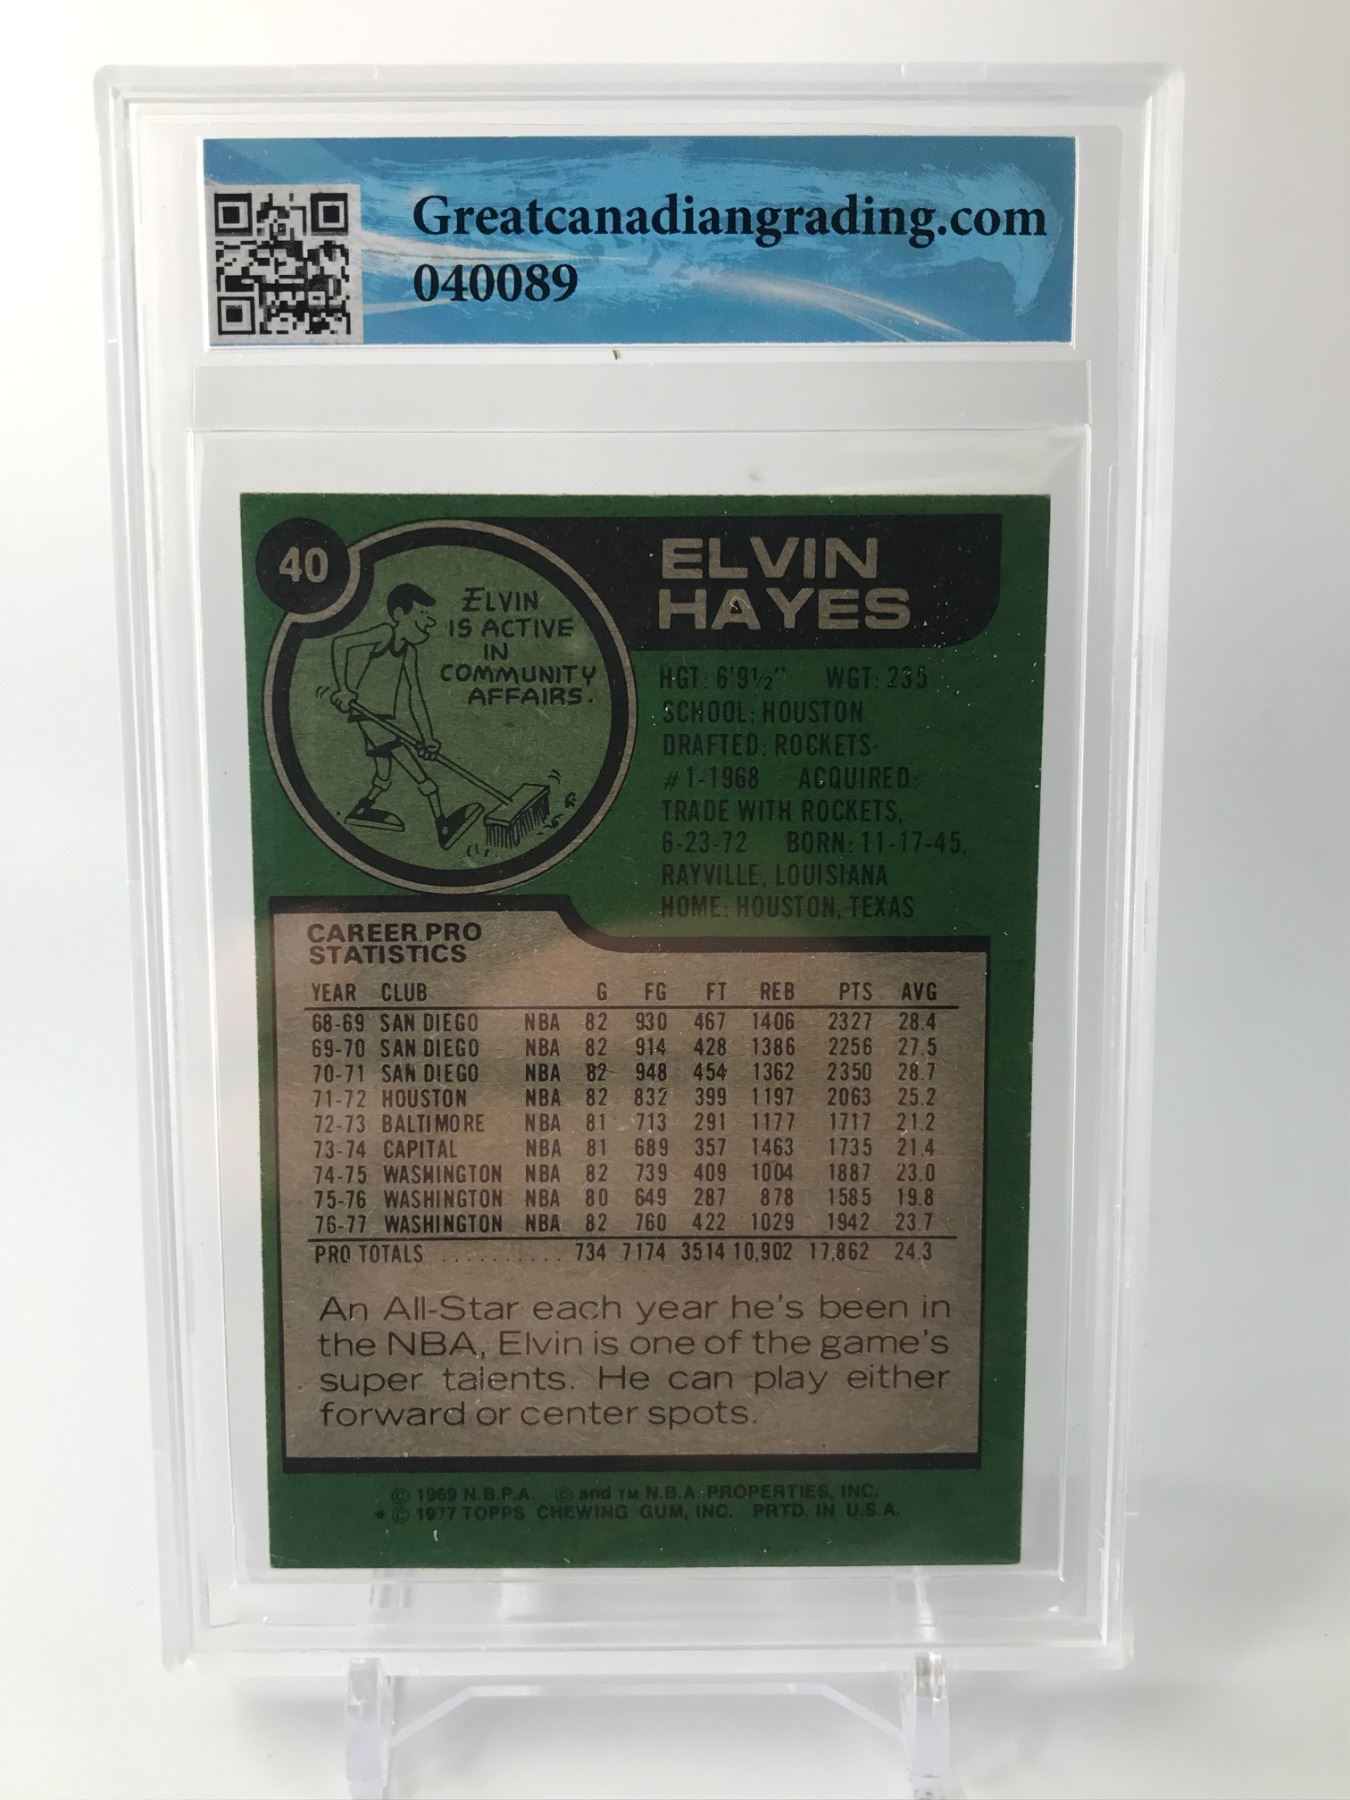 Greatcanadiangrading.com
040089
40
ELVIN
IS ACTIVE
IN
COMMUNITY
AFFAIRS.
ELVIN
HAYES
HGT: 6'9½" WGT: 235
SCHOOL: HOUSTON
DRAFTED: ROCKETS-
#1-1968 ACQUIRED:
TRADE WITH ROCKETS,
6-23-72 BORN: 11-17-45,
RAYVILLE, LOUISIANA
HOME: HOUSTON, TEXAS
CAREER PRO
STATISTICS
YEAR CLUB G FG FT REB PTS AVG
68-69 SAN DIEGO NBA 82 930 467 1406 2327 28.4
69-70 SAN DIEGO NBA 82 914 428 1386 2256 27.5
70-71 SAN DIEGO NBA 82 948 454 1362 2350 28.7
71-72 HOUSTON NBA 82 832 399 1197 2063 25.2
72-73 BALTIMORE NBA 81 713 291 1177 1717 21.2
73-74 CAPITAL NBA 81 689 357 1463 1735 21.4
74-75 WASHINGTON NBA 82 739 409 1004 1887 23.0
75-76 WASHINGTON NBA 80 649 287 878 1585 19.8
76-77 WASHINGTON NBA 82 760 422 1029 1942 23.7
PRO TOTALS .......... 734 7174 3514 10,902 17,862 24.3
An All-Star each year he's been in
the NBA, Elvin is one of the game's
super talents. He can play either
forward or center spots.
© 1969 N.B.P.A. © and TM N.B.A. PROPERTIES, INC.
* © 1977 TOPPS CHEWING GUM, INC. PRTD. IN U.S.A.